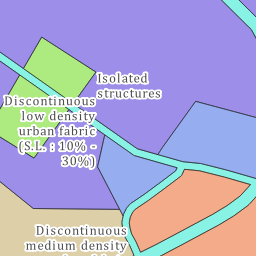 Isolated
structures
Discontinuous
low density
urban fabric
(S.L. : 10% -
30%)
Discontinuous
medium density